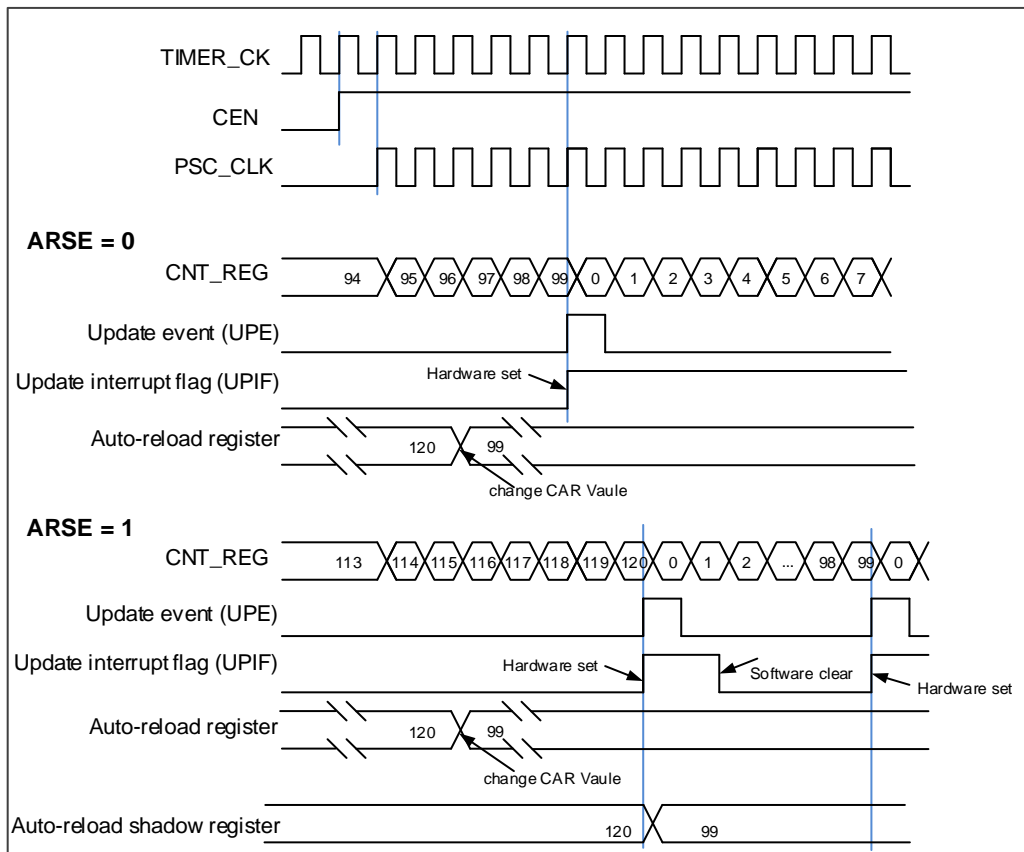 TIMER_CK
CEN
PSC_CLK
ARSE = 0
CNT_REG 94 95 96 97 98 99 0 1 2 3 4 5 6 7
Update event (UPE)
Update interrupt flag (UPIF) Hardware set
Auto-reload register 120 99
change CAR Vaule
ARSE = 1
CNT_REG 113 114 115 116 117 118 119 120 0 1 2 ... 98 99 0
Update event (UPE)
Update interrupt flag (UPIF) Hardware set Software clear Hardware set
Auto-reload register 120 99
change CAR Vaule
Auto-reload shadow register 120 99